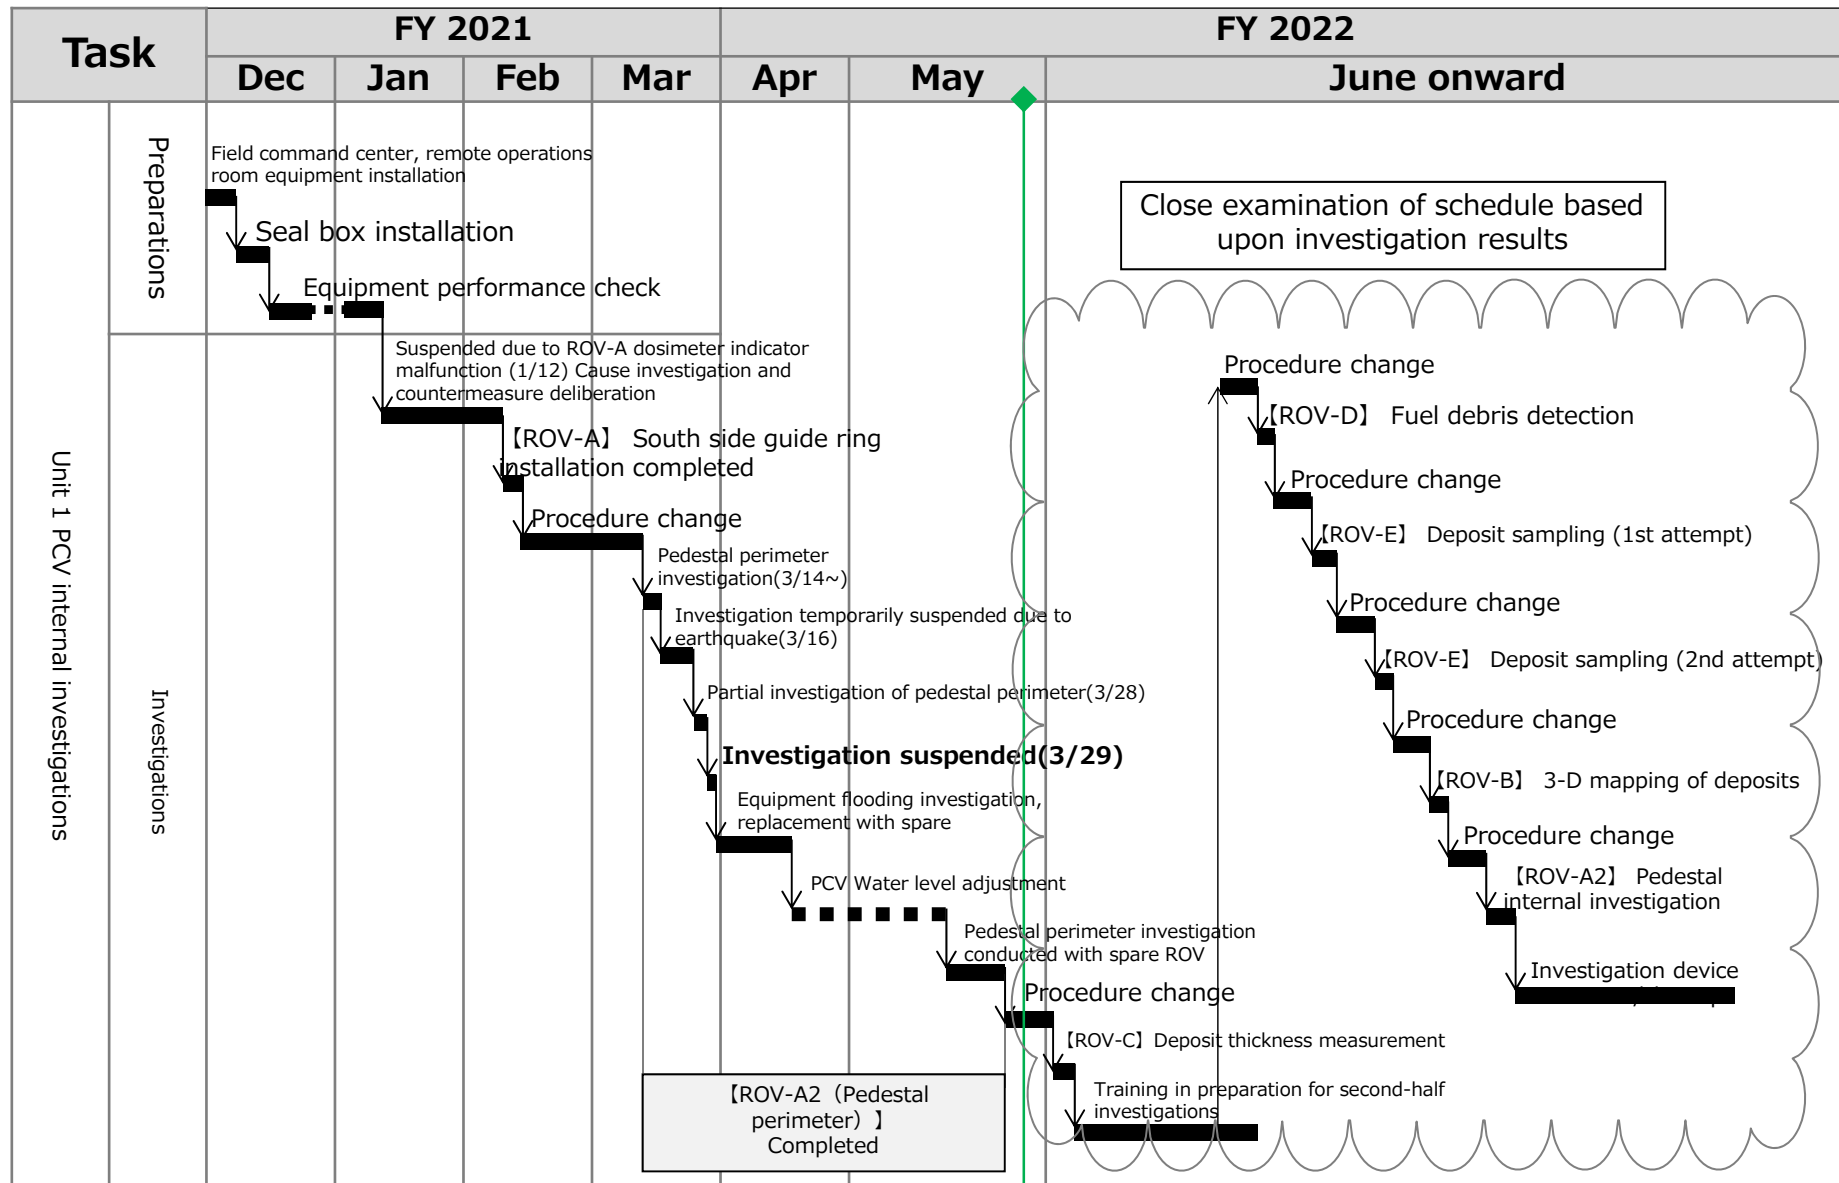 Task
FY 2021
FY 2022
Dec
Jan
Feb
Mar
Apr
May
June onward
Unit 1 PCV internal investigations
Preparations
Field command center, remote operations
room equipment installation
Seal box installation
Equipment performance check
Investigations
Suspended due to ROV-A dosimeter indicator
malfunction (1/12) Cause investigation and
countermeasure deliberation
【ROV-A】 South side guide ring
installation completed
Procedure change
Pedestal perimeter
investigation(3/14~)
Investigation temporarily suspended due to
earthquake(3/16)
Partial investigation of pedestal perimeter(3/28)
Investigation suspended(3/29)
Equipment flooding investigation,
replacement with spare
PCV Water level adjustment
Pedestal perimeter investigation
conducted with spare ROV
Procedure change
【ROV-C】Deposit thickness measurement
Training in preparation for second-half
investigations
【ROV-A2（Pedestal
perimeter）】
Completed
Close examination of schedule based
upon investigation results
Procedure change
【ROV-D】 Fuel debris detection
Procedure change
【ROV-E】 Deposit sampling (1st attempt)
Procedure change
【ROV-E】 Deposit sampling (2nd attempt)
Procedure change
【ROV-B】 3-D mapping of deposits
Procedure change
【ROV-A2】 Pedestal
internal investigation
Investigation device